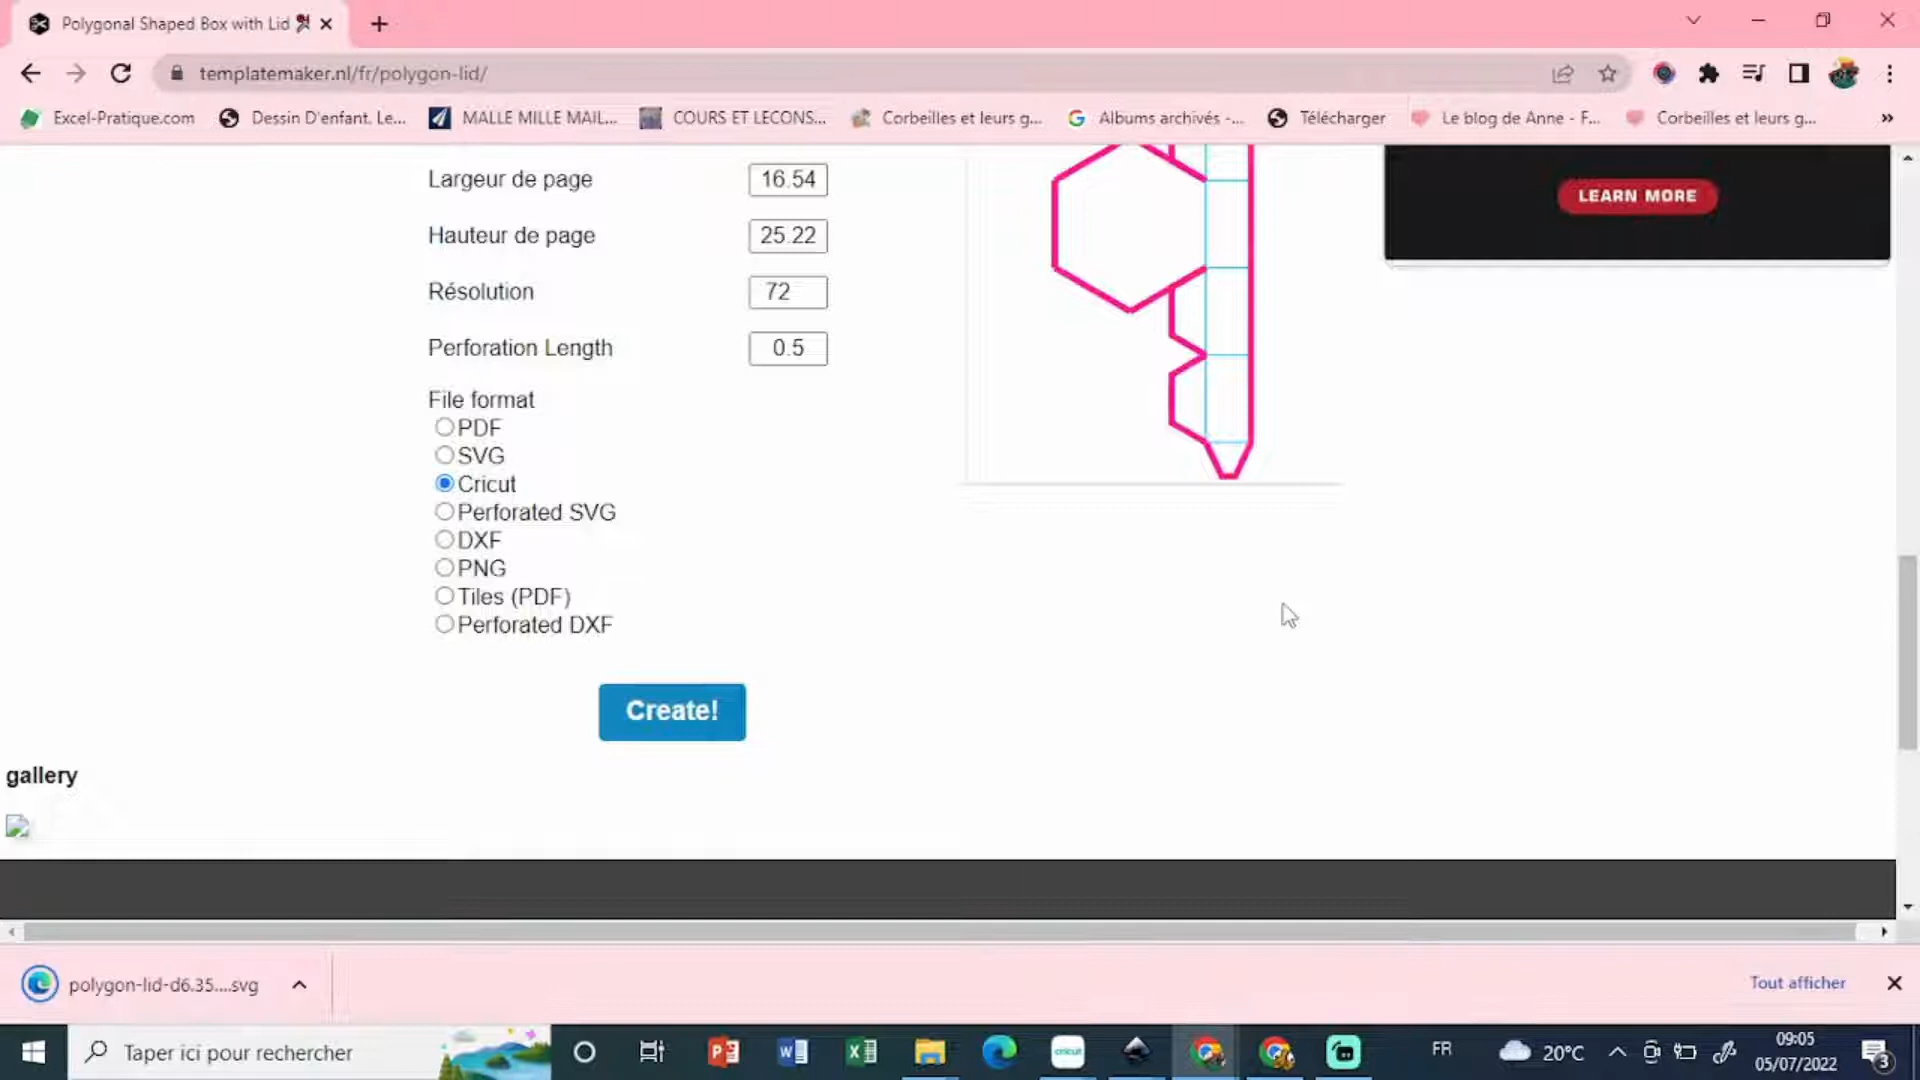 Polygonal Shaped Box with Lid
templatemaker.nl/fr/polygon-lid/
Excel-Pratique.com
Dessin D'enfant. Le...
MALLE MILLE MAIL...
COURS ET LECONS...
Corbeilles et leurs g...
Albums archivés -...
Télécharger
Le blog de Anne - F...
Corbeilles et leurs g...
»
Largeur de page 16.54
LEARN MORE
Hauteur de page 25.22
Résolution 72
Perforation Length 0.5
File format
PDF
SVG
Cricut
Perforated SVG
DXF
PNG
Tiles (PDF)
Perforated DXF
Create!
gallery
polygon-lid-d6.35....svg
Tout afficher
Taper ici pour rechercher
cricut
FR
20°C
09:05
05/07/2022
3